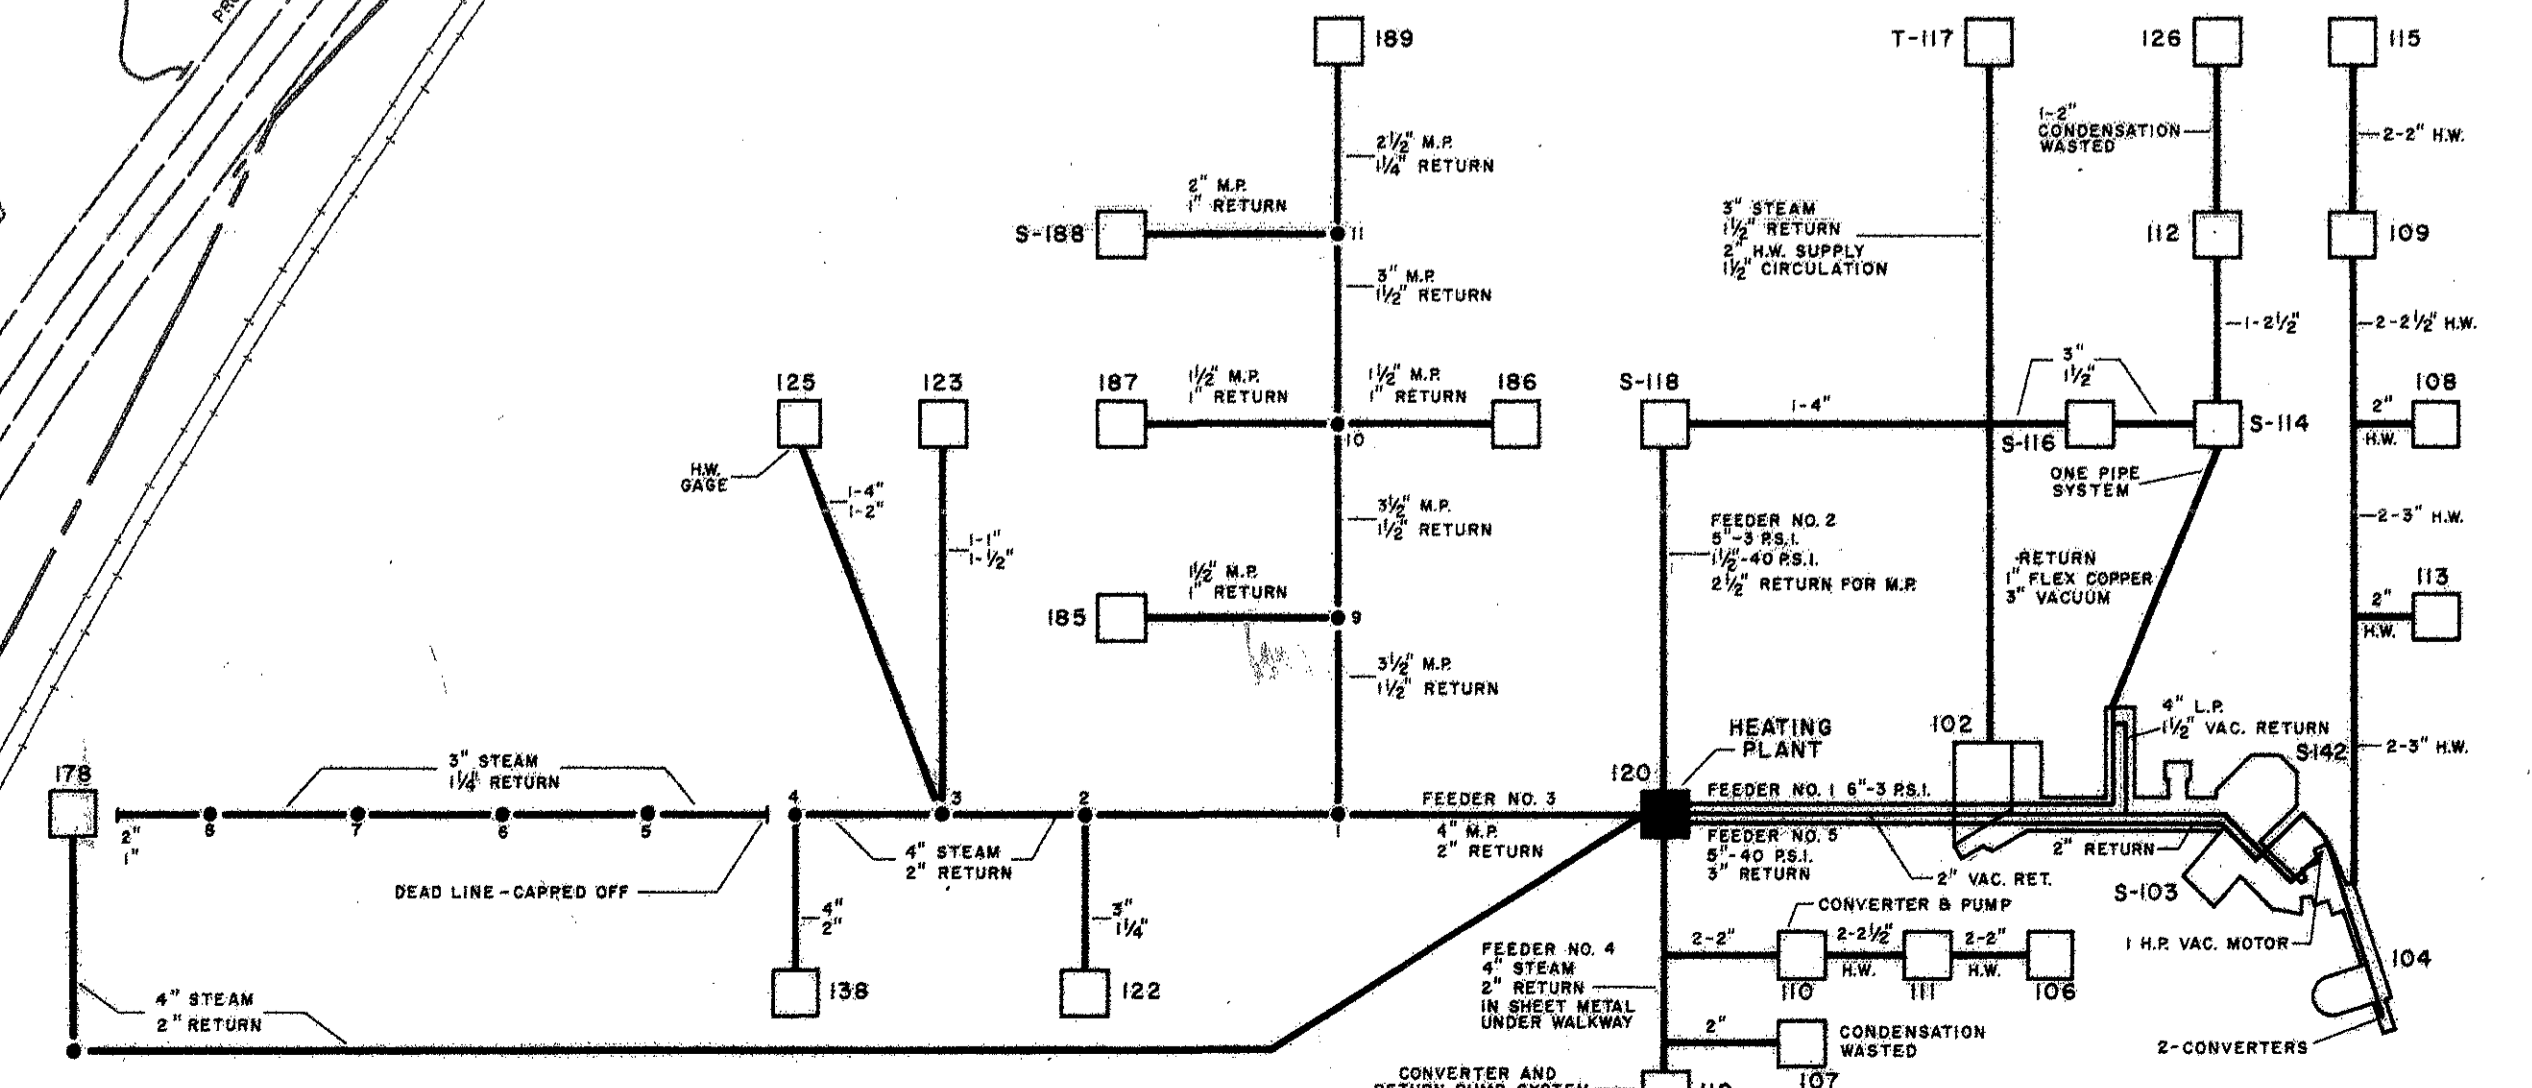 189
T-117
126
115
2½" M.P.
1¼" RETURN
1-2"
CONDENSATION
WASTED
2-2" H.W.
2" M.P.
1" RETURN
S-188
11
3" STEAM
1½" RETURN
2" H.W. SUPPLY
1½" CIRCULATION
112
109
3" M.P.
1½" RETURN
1-2½"
2-2½" H.W.
125
123
187
1½" M.P.
1" RETURN
1½" M.P.
1" RETURN
186
S-118
3"
1½"
108
1-4"
2"
H.W.
10
S-116
S-114
H.W.
GAGE
1-4"
1-2"
ONE PIPE
SYSTEM
3½" M.P.
1½" RETURN
FEEDER NO. 2
5"-3 P.S.I.
1½"-40 P.S.I.
2½" RETURN FOR M.P.
2-3" H.W.
1-1"
1-½"
RETURN
1" FLEX COPPER
3" VACUUM
1½" M.P.
1" RETURN
185
9
113
2"
H.W.
3½" M.P.
1½" RETURN
HEATING
PLANT
102
4" L.P.
1½" VAC. RETURN
S-142
2-3" H.W.
178
3" STEAM
1¼" RETURN
120
4
3
2
FEEDER NO. 3
FEEDER NO. 1 6"-3 P.S.I.
2"
1"
8
7
6
5
1
4" M.P.
2" RETURN
FEEDER NO. 5
5"-40 P.S.I.
3" RETURN
2" RETURN
4" STEAM
2" RETURN
2" VAC. RET.
DEAD LINE-CAPPED OFF
S-103
4"
2"
3"
1¼"
CONVERTER & PUMP
2-2"
2-2½"
H.W.
2-2"
H.W.
1 H.P. VAC. MOTOR
FEEDER NO. 4
4" STEAM
2" RETURN
IN SHEET METAL
UNDER WALKWAY
104
138
122
110
111
106
4" STEAM
2" RETURN
2"
CONDENSATION
WASTED
2-CONVERTERS
CONVERTER AND
RETURN PUMP SYSTEM
107